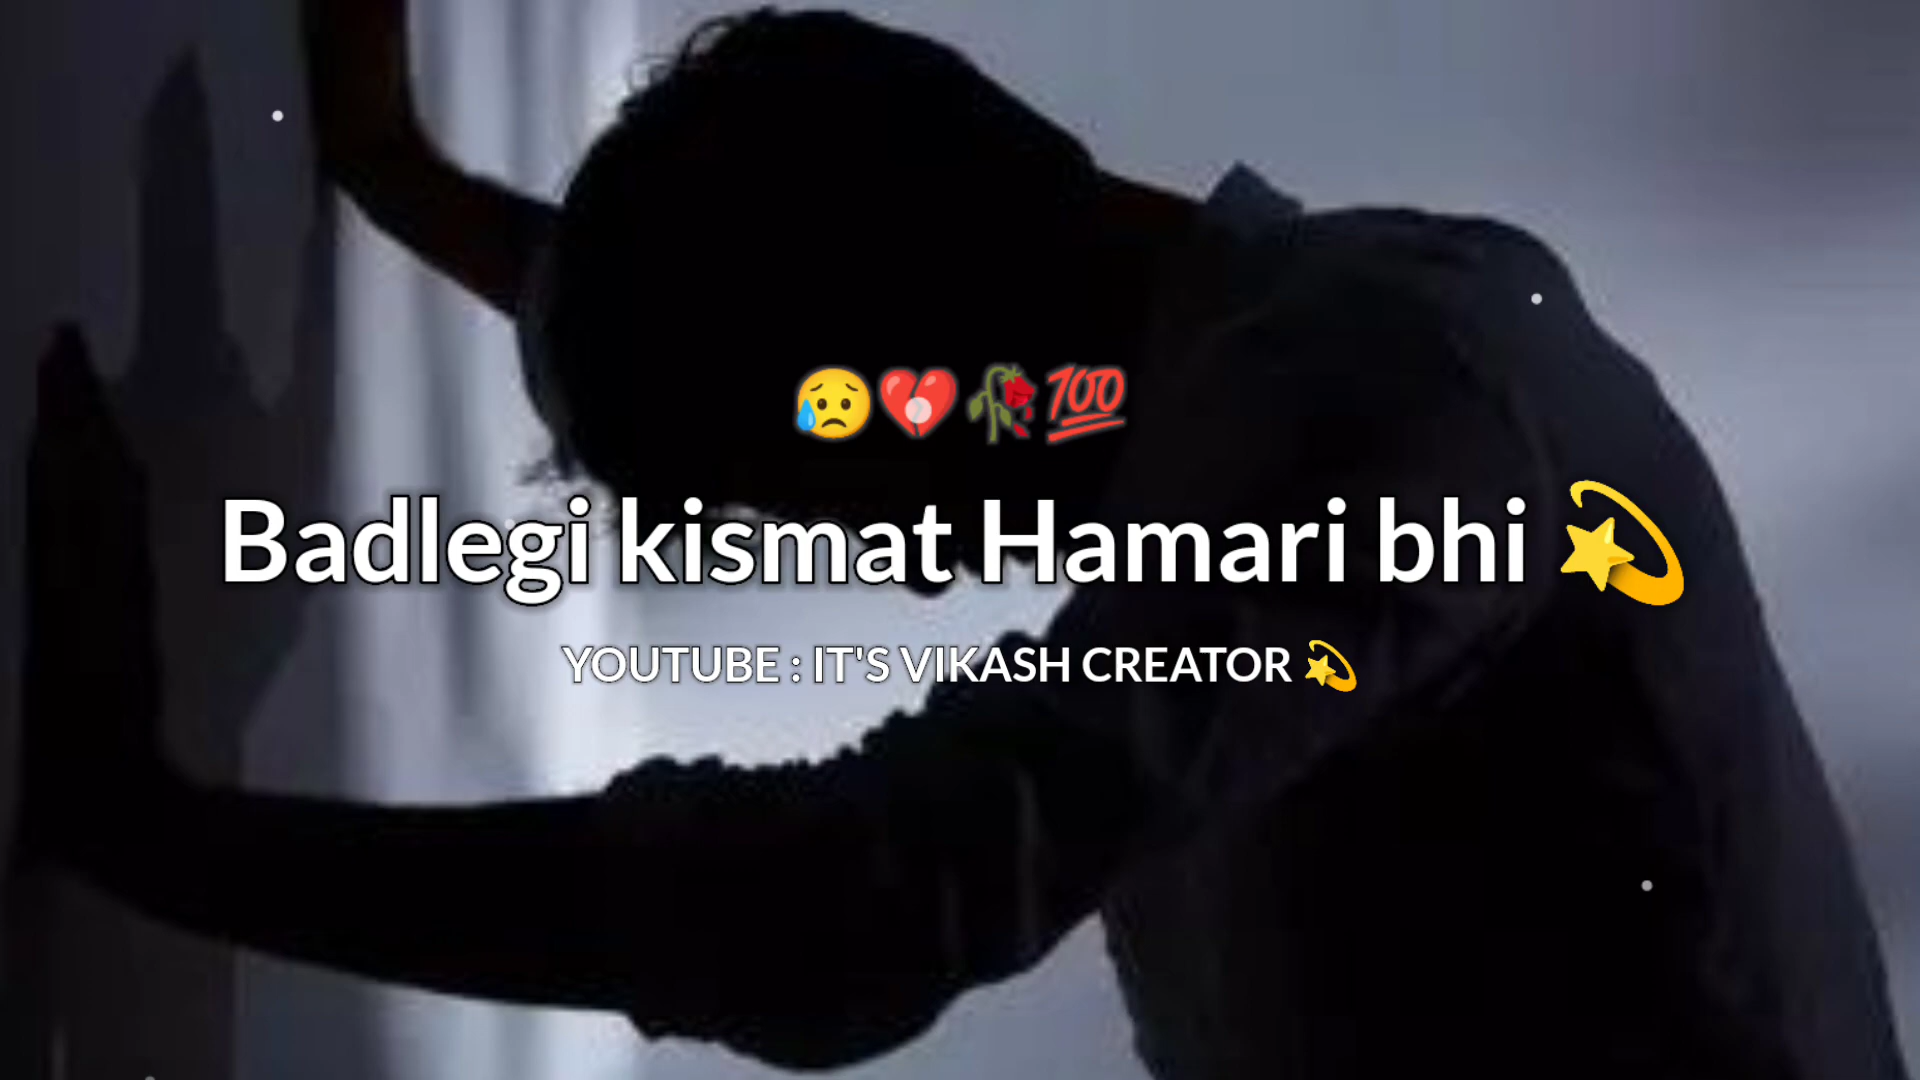 😥💔🥀💯
Badlegi kismat Hamari bhi 💫
YOUTUBE : IT'S VIKASH CREATOR 💫